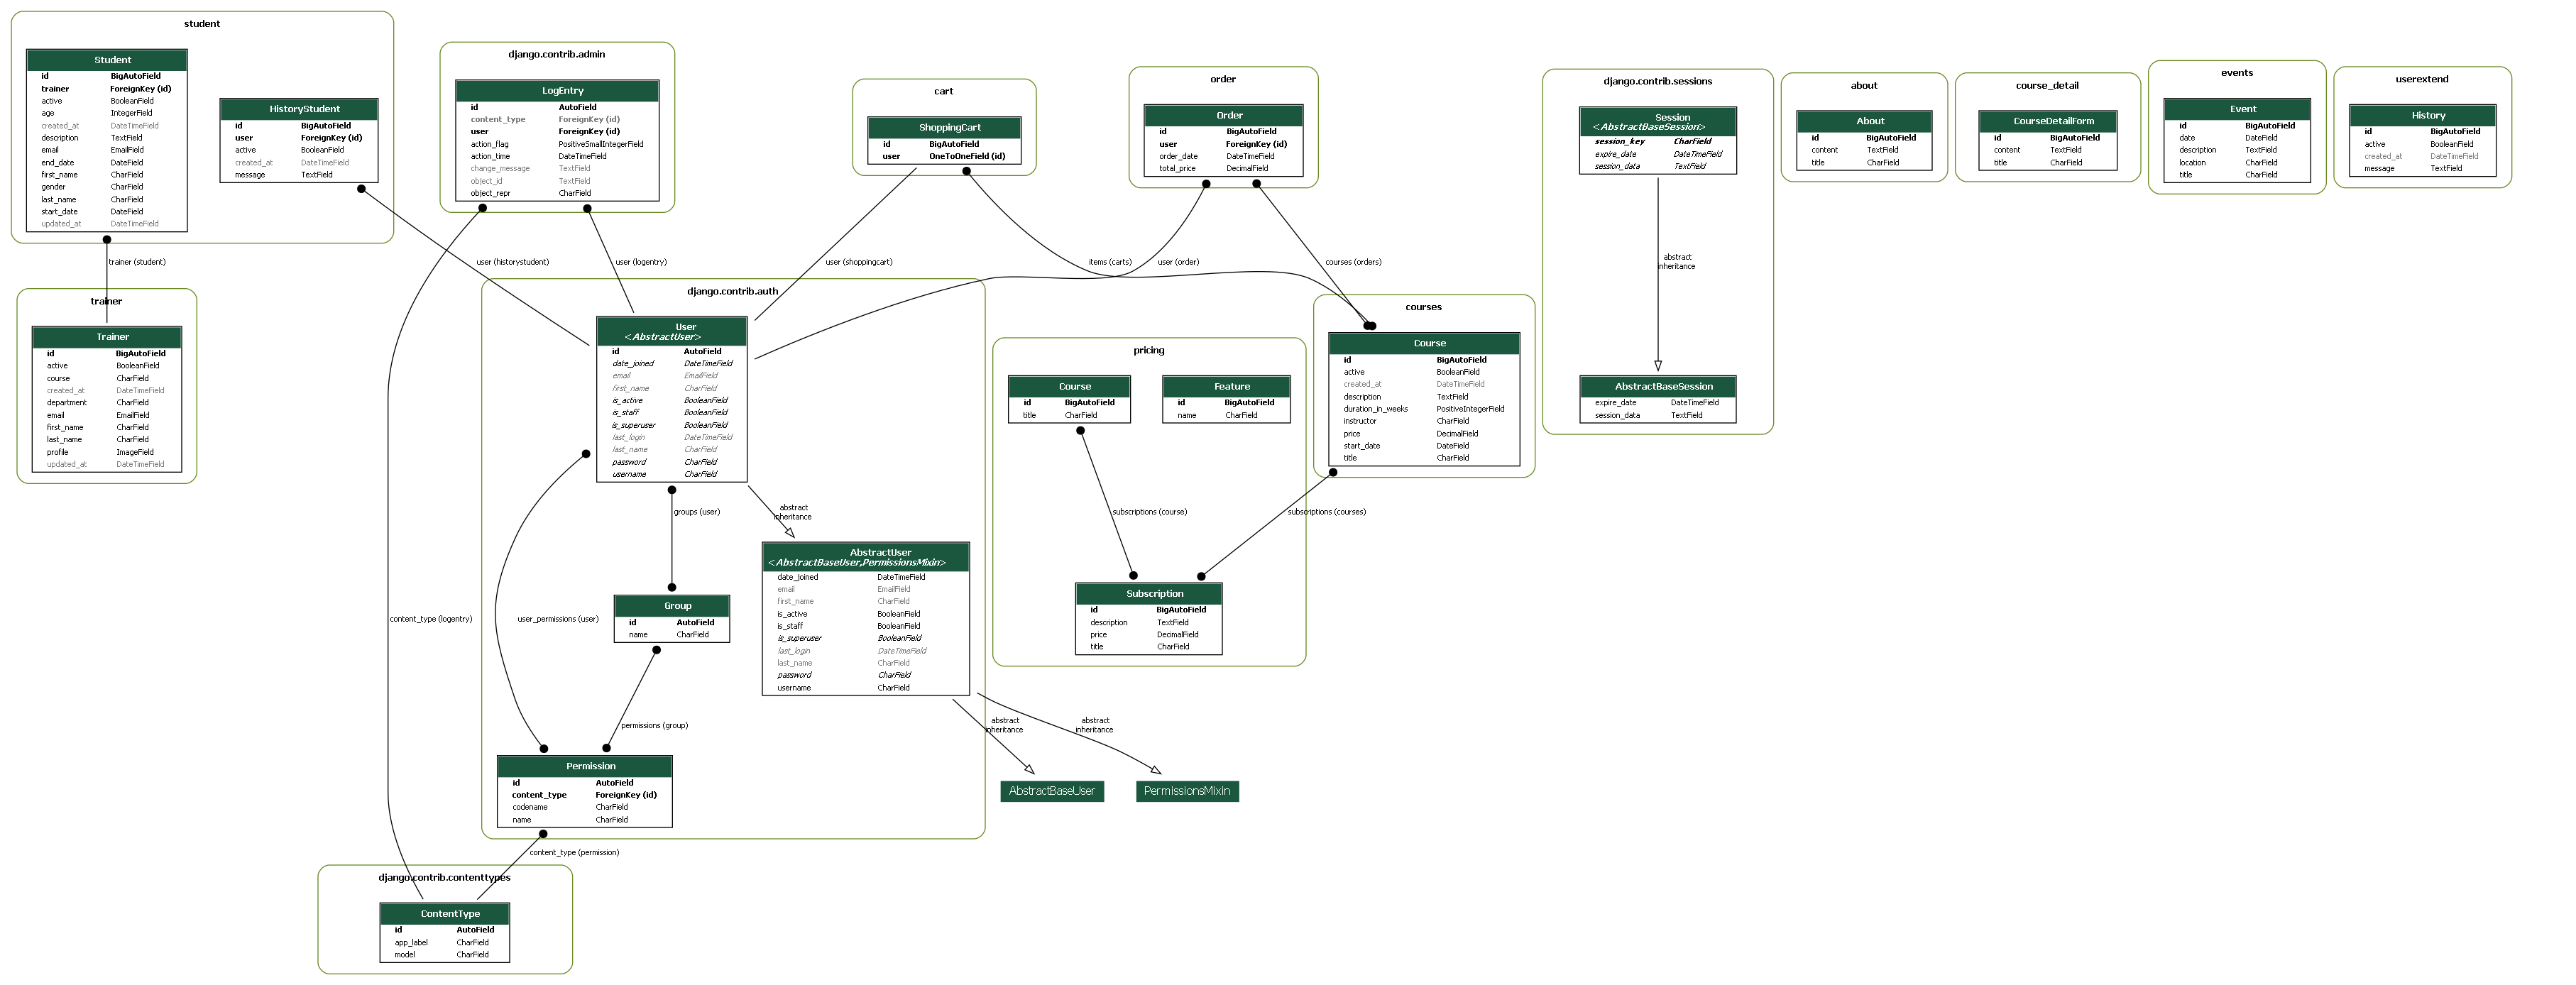 student
Student
id BigAutoField
trainer ForeignKey (id)
active BooleanField
age IntegerField
created_at DateTimeField
description TextField
email EmailField
end_date DateField
first_name CharField
gender CharField
last_name CharField
start_date DateField
updated_at DateTimeField
HistoryStudent
id BigAutoField
user ForeignKey (id)
active BooleanField
created_at DateTimeField
message TextField
django.contrib.admin
LogEntry
id AutoField
content_type ForeignKey (id)
user ForeignKey (id)
action_flag PositiveSmallIntegerField
action_time DateTimeField
change_message TextField
object_id TextField
object_repr CharField
cart
ShoppingCart
id BigAutoField
user OneToOneField (id)
order
Order
id BigAutoField
user ForeignKey (id)
order_date DateTimeField
total_price DecimalField
django.contrib.sessions
Session
<AbstractBaseSession>
session_key CharField
expire_date DateTimeField
session_data TextField
abstract
inheritance
AbstractBaseSession
expire_date DateTimeField
session_data TextField
about
About
id BigAutoField
content TextField
title CharField
course_detail
CourseDetailForm
id BigAutoField
content TextField
title CharField
events
Event
id BigAutoField
date DateField
description TextField
location CharField
title CharField
userextend
History
id BigAutoField
active BooleanField
created_at DateTimeField
message TextField
trainer (student)
user (historystudent)
user (logentry)
user (shoppingcart)
items (carts)
user (order)
courses (orders)
trainer
Trainer
id BigAutoField
active BooleanField
course CharField
created_at DateTimeField
department CharField
email EmailField
first_name CharField
last_name CharField
profile ImageField
updated_at DateTimeField
django.contrib.auth
User
<AbstractUser>
id AutoField
date_joined DateTimeField
email EmailField
first_name CharField
is_active BooleanField
is_staff BooleanField
is_superuser BooleanField
last_login DateTimeField
last_name CharField
password CharField
username CharField
groups (user)
abstract
inheritance
AbstractUser
<AbstractBaseUser,PermissionsMixin>
date_joined DateTimeField
email EmailField
first_name CharField
is_active BooleanField
is_staff BooleanField
is_superuser BooleanField
last_login DateTimeField
last_name CharField
password CharField
username CharField
Group
id AutoField
name CharField
content_type (logentry)
user_permissions (user)
permissions (group)
Permission
id AutoField
content_type ForeignKey (id)
codename CharField
name CharField
abstract
inheritance
abstract
inheritance
AbstractBaseUser
PermissionsMixin
pricing
Course
id BigAutoField
title CharField
Feature
id BigAutoField
name CharField
subscriptions (course)
subscriptions (courses)
Subscription
id BigAutoField
description TextField
price DecimalField
title CharField
courses
Course
id BigAutoField
active BooleanField
created_at DateTimeField
description TextField
duration_in_weeks PositiveIntegerField
instructor CharField
price DecimalField
start_date DateField
title CharField
content_type (permission)
django.contrib.contenttypes
ContentType
id AutoField
app_label CharField
model CharField